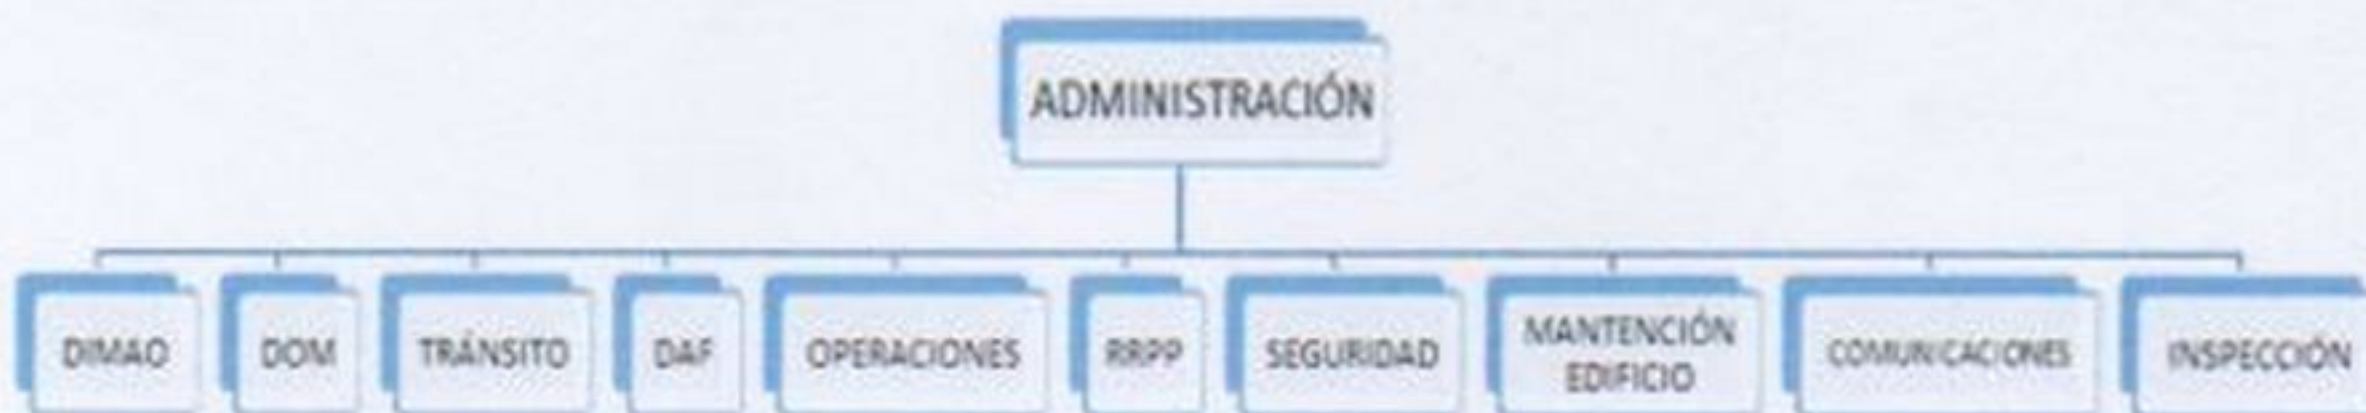 ADMINISTRACIÓN
DIMAO
DOM
TRÁNSITO
DAF
OPERACIONES
RRPP
SEGURIDAD
MANTENCIÓN
EDIFICIO
COMUNICACIONES
INSPECCIÓN